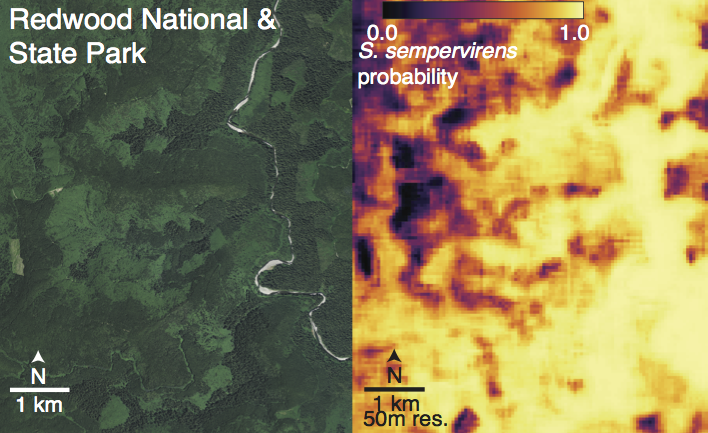 Redwood National &
State Park
N
1 km
0.0 1.0
S. sempervirens
probability
N
1 km
50m res.